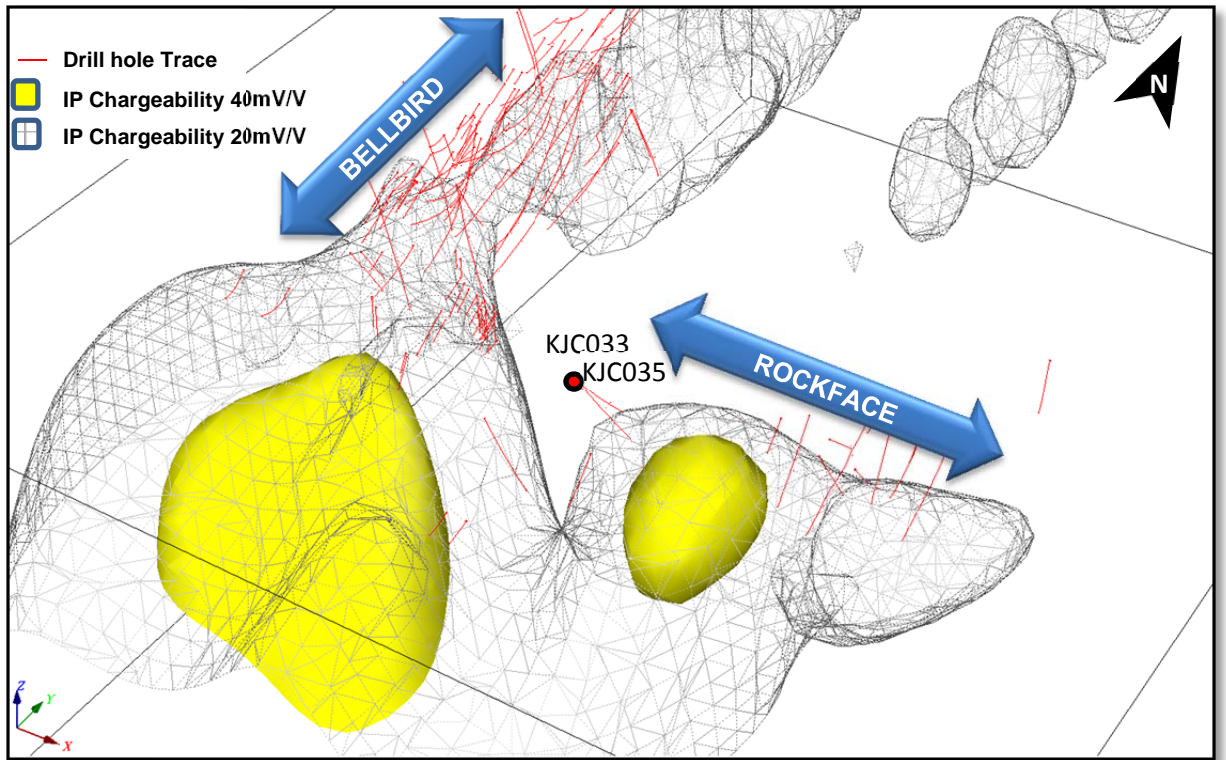 Drill hole Trace
IP Chargeability 40mV/V
IP Chargeability 20mV/V
BELLBIRD
N
KJC033
KJC035
ROCKFACE
Z
Y
X